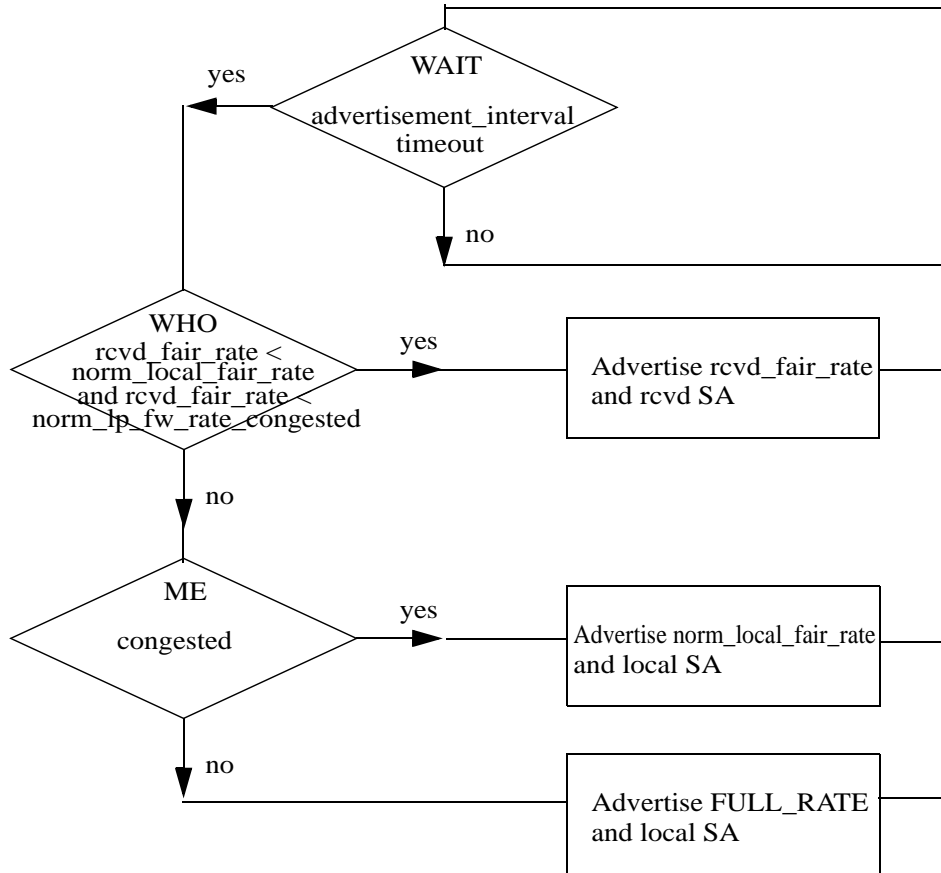 WAIT
yes
advertisement_interval
timeout
no
WHO
rcvd_fair_rate <
norm_local_fair_rate
and rcvd_fair_rate <
norm_lp_fw_rate_congested
yes
Advertise rcvd_fair_rate
and rcvd SA
no
ME
congested
yes
Advertise norm_local_fair_rate
and local SA
no
Advertise FULL_RATE
and local SA